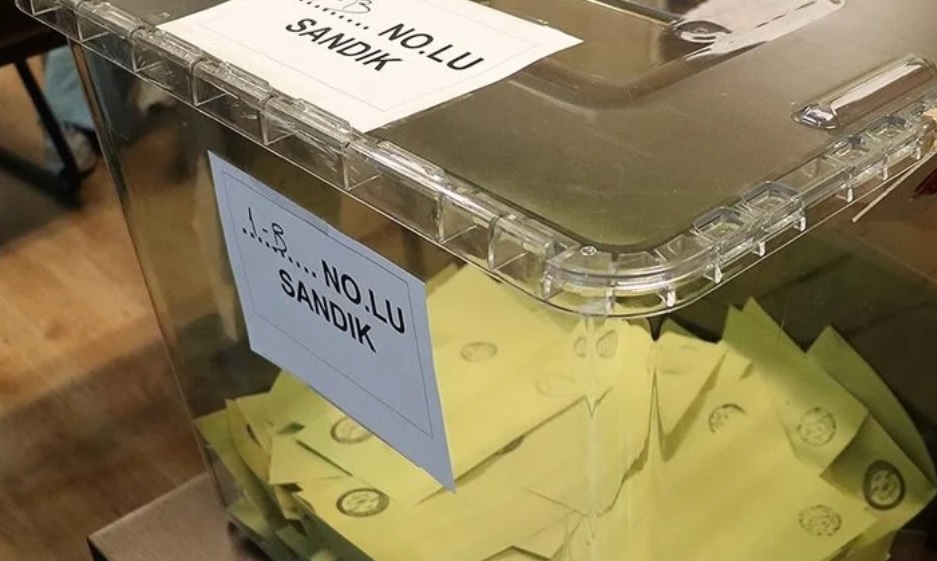 -B
.......... NO.LU
SANDIK
1-B
.......... NO.LU
SANDIK